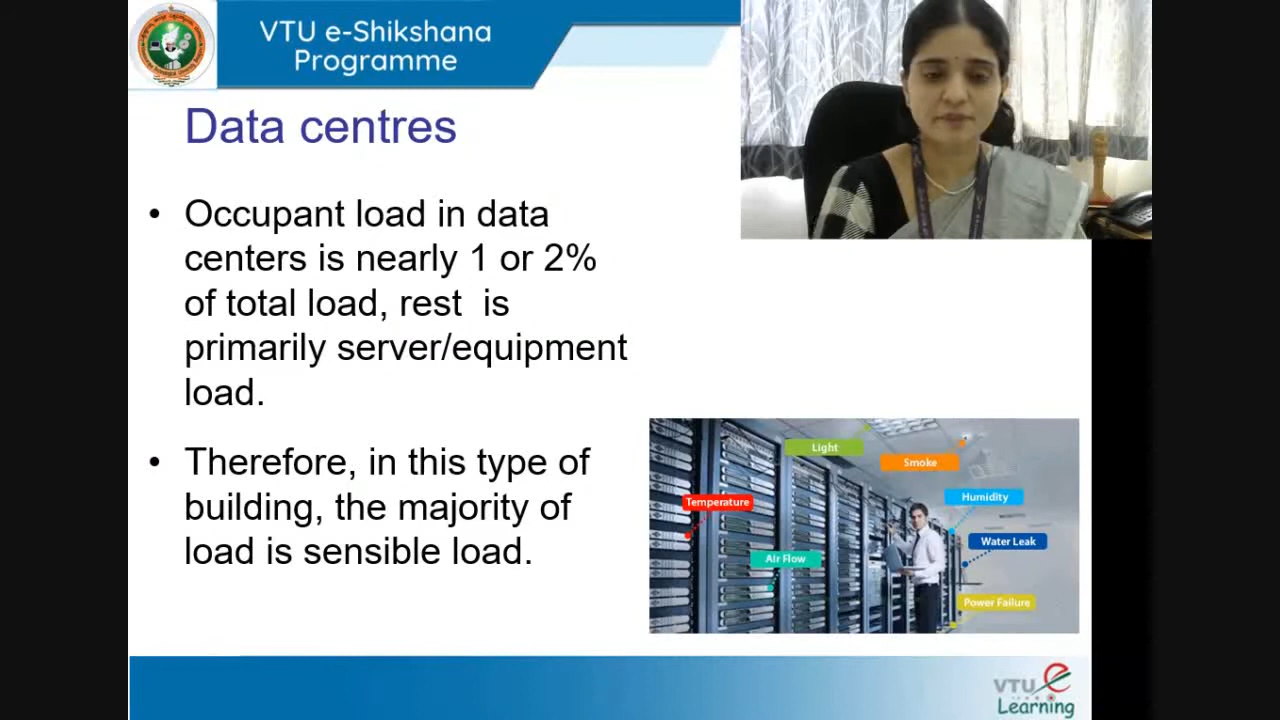 VTU e-Shikshana
Programme
Data centres
• Occupant load in data
centers is nearly 1 or 2%
of total load, rest  is
primarily server/equipment
load.
• Therefore, in this type of
building, the majority of
load is sensible load.
Light
Smoke
Temperature
Humidity
Water Leak
Air Flow
Power Failure
VTU e
Learning